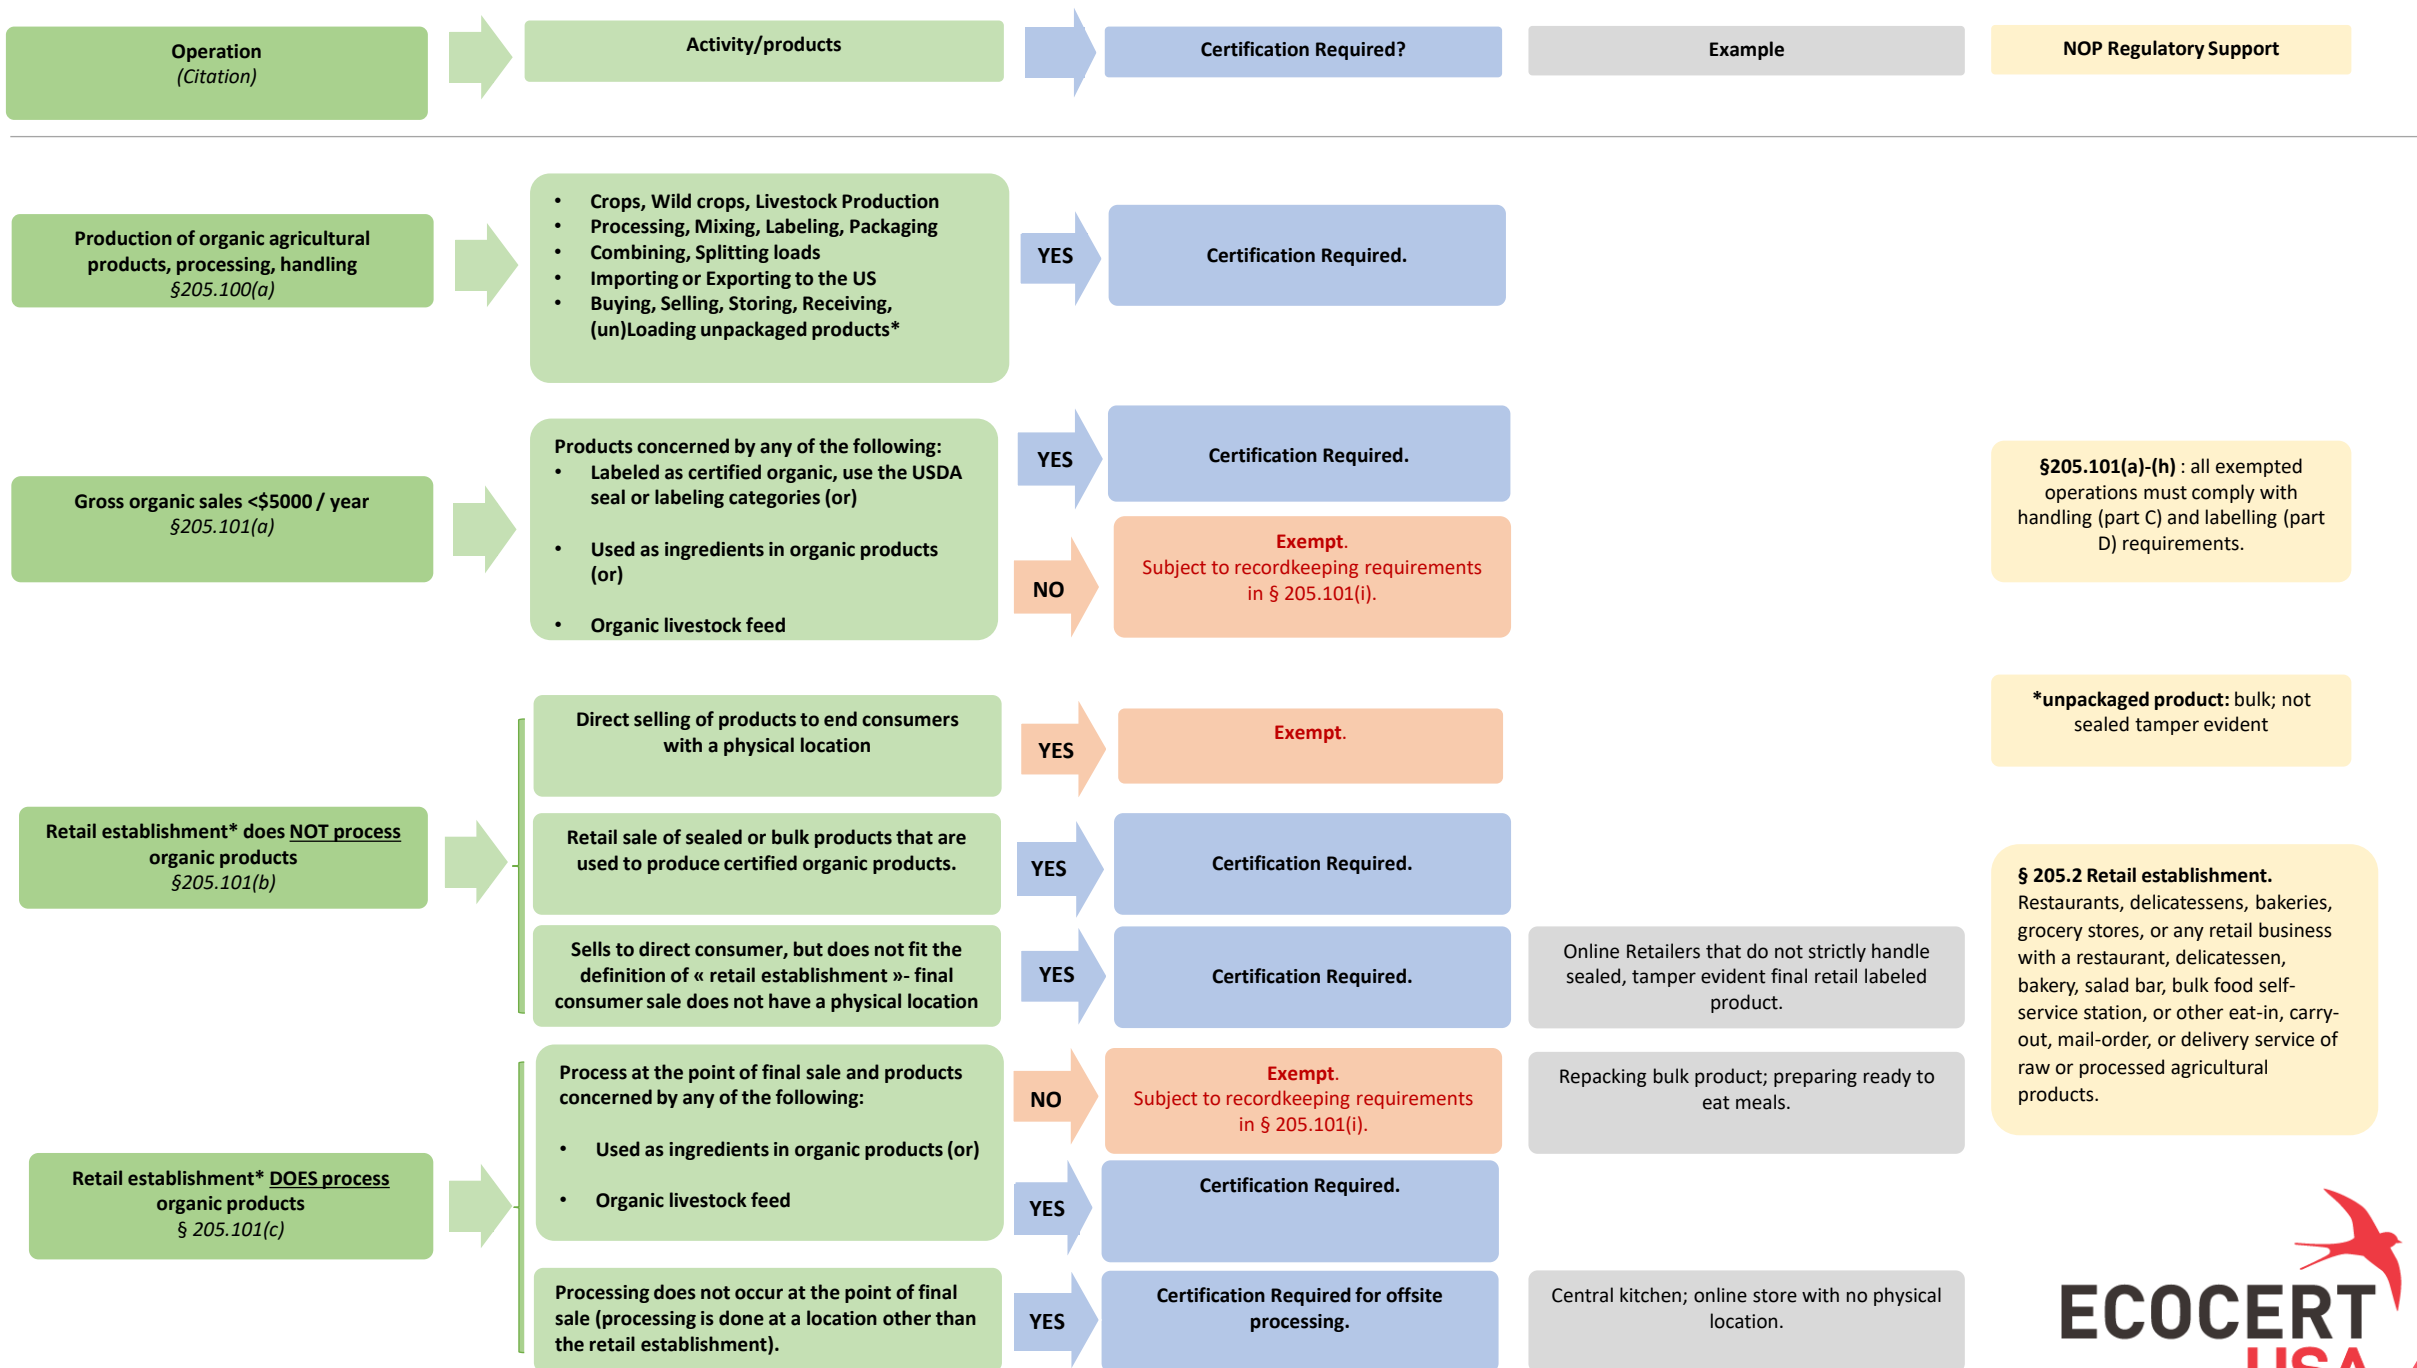 Operation
(Citation)
Activity/products
Certification Required?
Example
NOP Regulatory Support
Production of organic agricultural
products, processing, handling
§205.100(a)
• Crops, Wild crops, Livestock Production
• Processing, Mixing, Labeling, Packaging
• Combining, Splitting loads
• Importing or Exporting to the US
• Buying, Selling, Storing, Receiving,
(un)Loading unpackaged products*
YES
Certification Required.
Gross organic sales <$5000 / year
§205.101(a)
Products concerned by any of the following:
• Labeled as certified organic, use the USDA
seal or labeling categories (or)
• Used as ingredients in organic products
(or)
• Organic livestock feed
YES
Certification Required.
NO
Exempt.
Subject to recordkeeping requirements
in § 205.101(i).
§205.101(a)-(h) : all exempted
operations must comply with
handling (part C) and labelling (part
D) requirements.
*unpackaged product: bulk; not
sealed tamper evident
Retail establishment* does NOT process
organic products
§205.101(b)
Direct selling of products to end consumers
with a physical location
YES
Exempt.
Retail sale of sealed or bulk products that are
used to produce certified organic products.
YES
Certification Required.
Sells to direct consumer, but does not fit the
definition of « retail establishment »- final
consumer sale does not have a physical location
YES
Certification Required.
Online Retailers that do not strictly handle
sealed, tamper evident final retail labeled
product.
§ 205.2 Retail establishment.
Restaurants, delicatessens, bakeries,
grocery stores, or any retail business
with a restaurant, delicatessen,
bakery, salad bar, bulk food self-
service station, or other eat-in, carry-
out, mail-order, or delivery service of
raw or processed agricultural
products.
Retail establishment* DOES process
organic products
§ 205.101(c)
Process at the point of final sale and products
concerned by any of the following:
• Used as ingredients in organic products (or)
• Organic livestock feed
NO
Exempt.
Subject to recordkeeping requirements
in § 205.101(i).
Repacking bulk product; preparing ready to
eat meals.
YES
Certification Required.
Processing does not occur at the point of final
sale (processing is done at a location other than
the retail establishment).
YES
Certification Required for offsite
processing.
Central kitchen; online store with no physical
location.
ECOCERT
USA